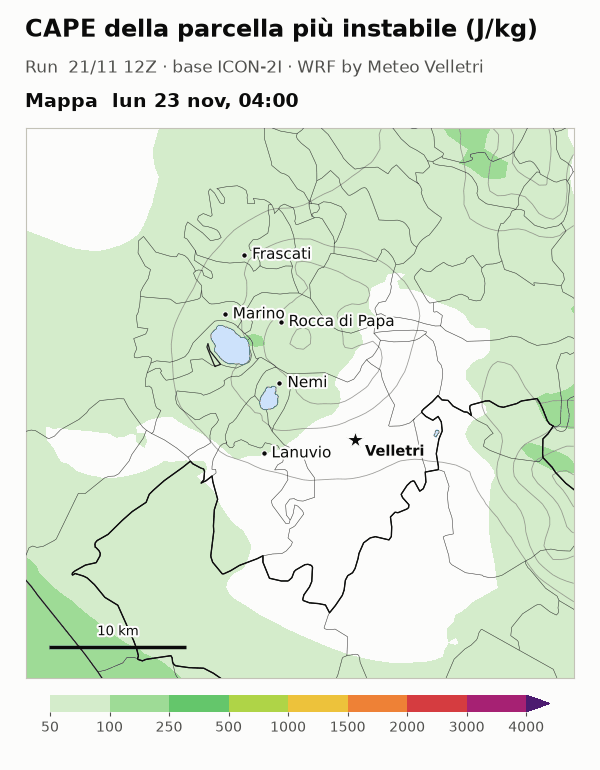 CAPE della parcella più instabile (J/kg)
Run  21/11 12Z · base ICON-2I · WRF by Meteo Velletri
Mappa  lun 23 nov, 04:00
Frascati
Marino
Rocca di Papa
Nemi
Velletri
Lanuvio
10 km
50 100 250 500 1000 1500 2000 3000 4000